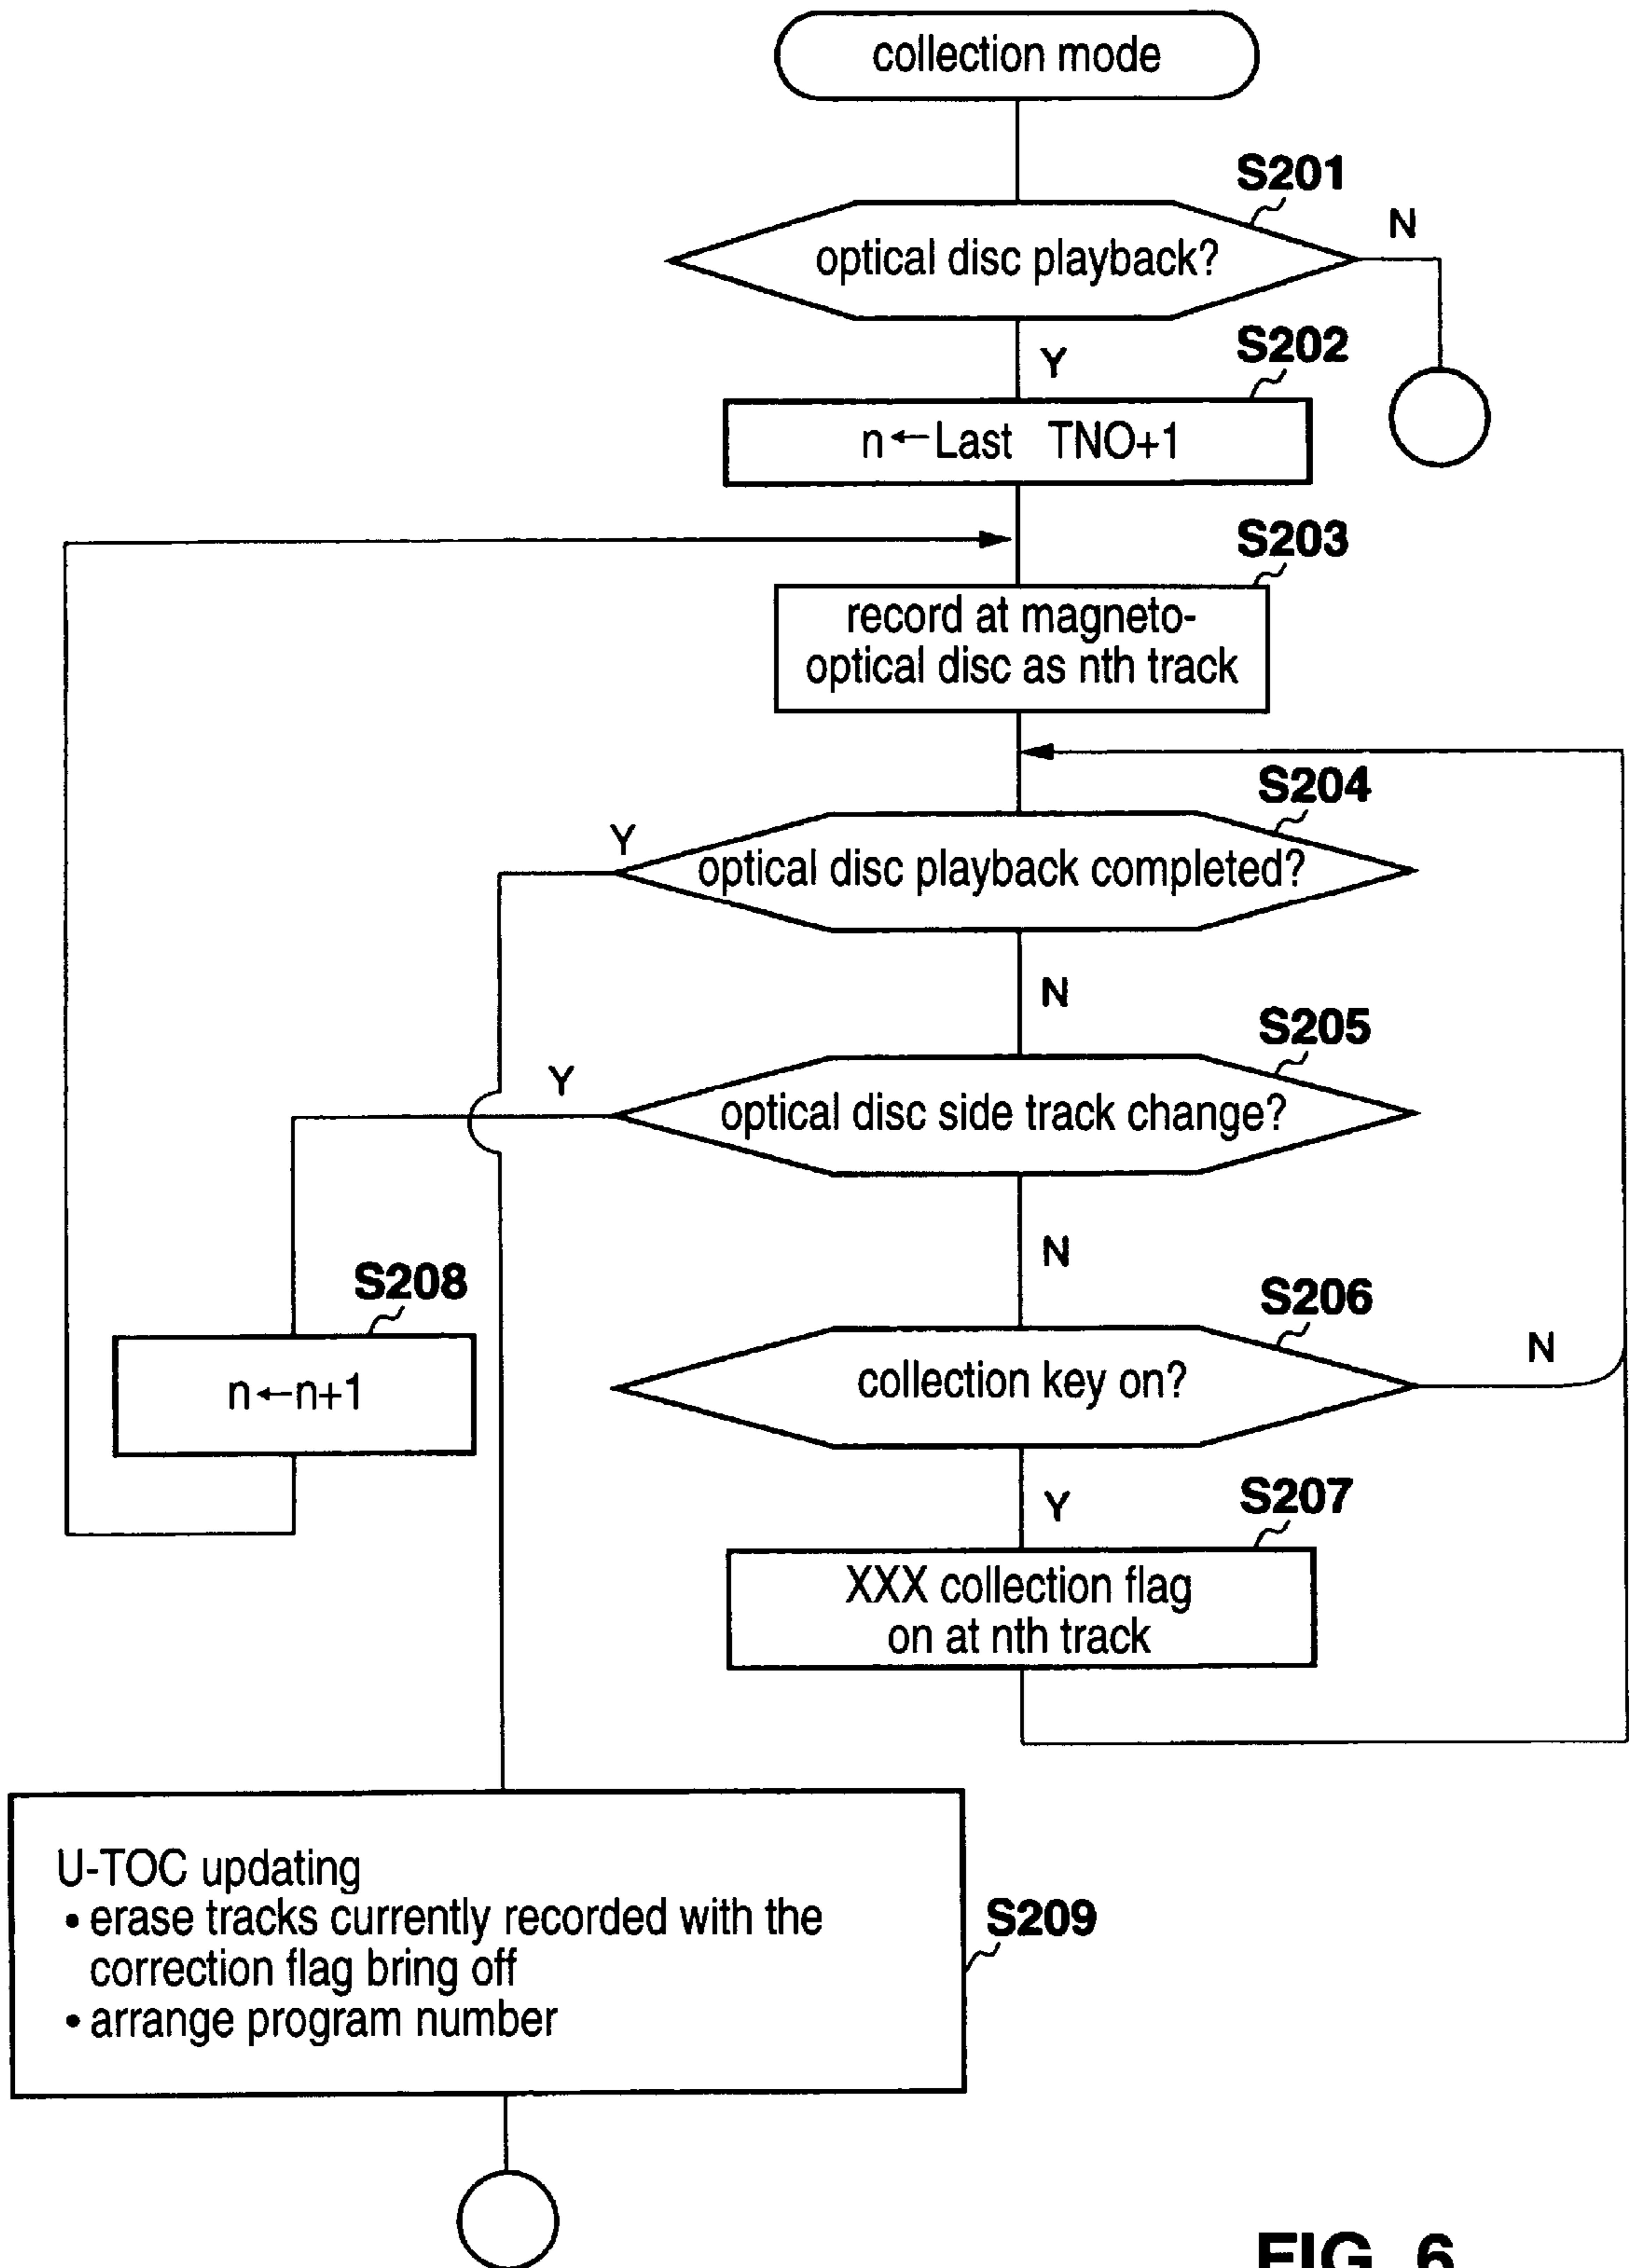 collection mode
S201
optical disc playback?
N
Y
S202
n←Last TNO+1
S203
record at magneto-
optical disc as nth track
S204
Y
optical disc playback completed?
N
S205
Y
optical disc side track change?
N
S208
n←n+1
S206
collection key on?
N
Y
S207
XXX collection flag
on at nth track
U-TOC updating
• erase tracks currently recorded with the
correction flag bring off
• arrange program number
S209
FIG. 6